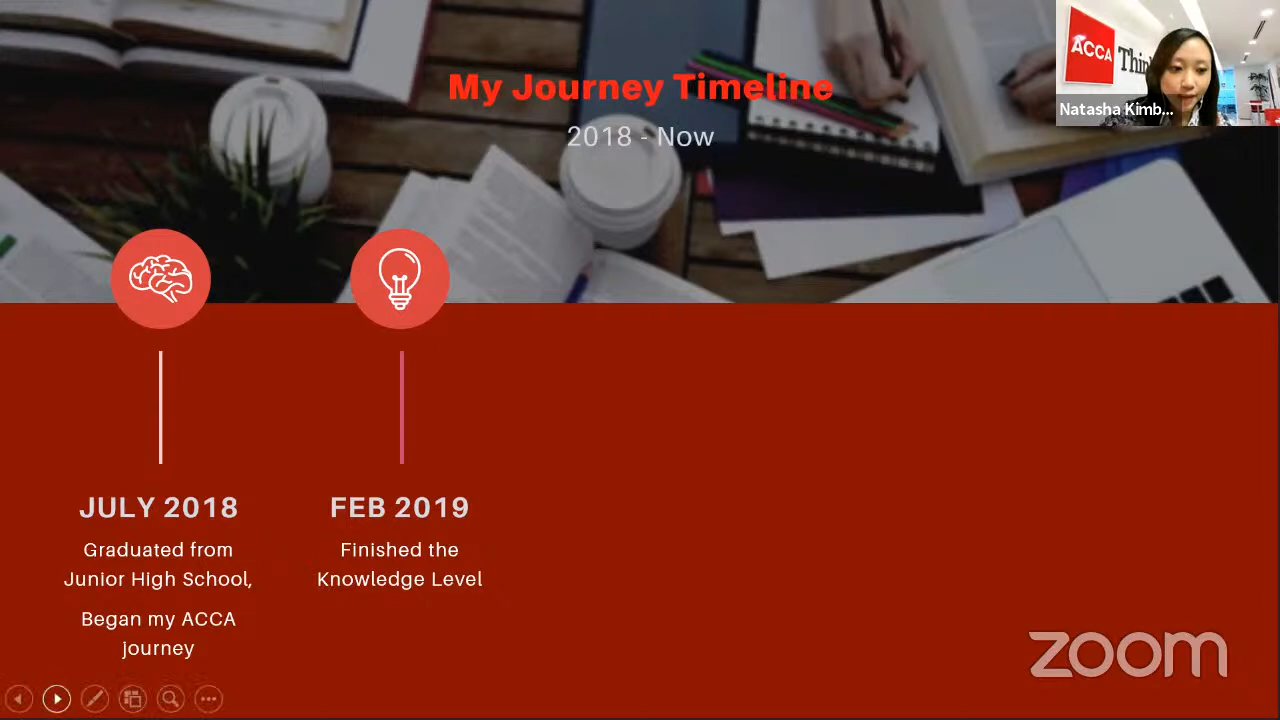 My Journey Timeline
2018 - Now
ACCA
Thin
Natasha Kimb...
JULY 2018
Graduated from
Junior High School,
Began my ACCA
journey
FEB 2019
Finished the
Knowledge Level
zoom